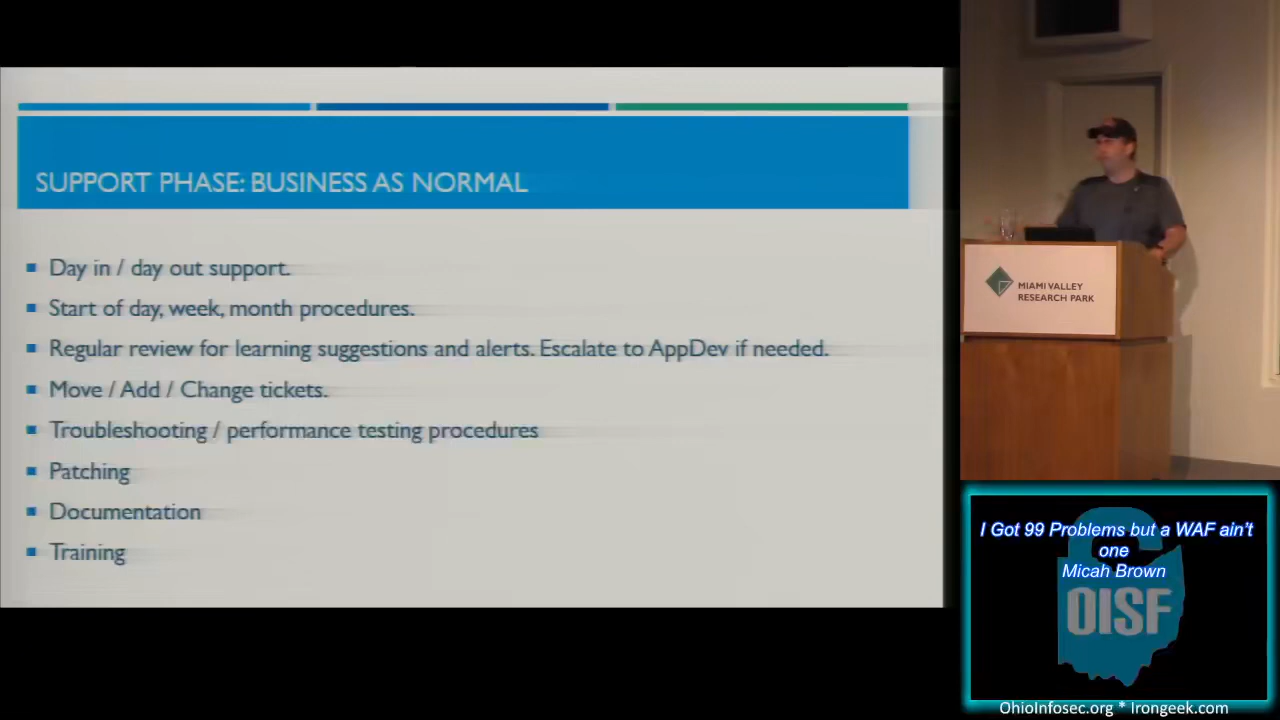 SUPPORT PHASE: BUSINESS AS NORMAL
Day in / day out support.
Start of day, week, month procedures.
Regular review for learning suggestions and alerts. Escalate to AppDev if needed.
Move / Add / Change tickets.
Troubleshooting / performance testing procedures
Patching
Documentation
Training
MIAMI VALLEY
RESEARCH PARK
I Got 99 Problems but a WAF ain't
one
Micah Brown
OISF
OhioInfosec.org * Irongeek.com